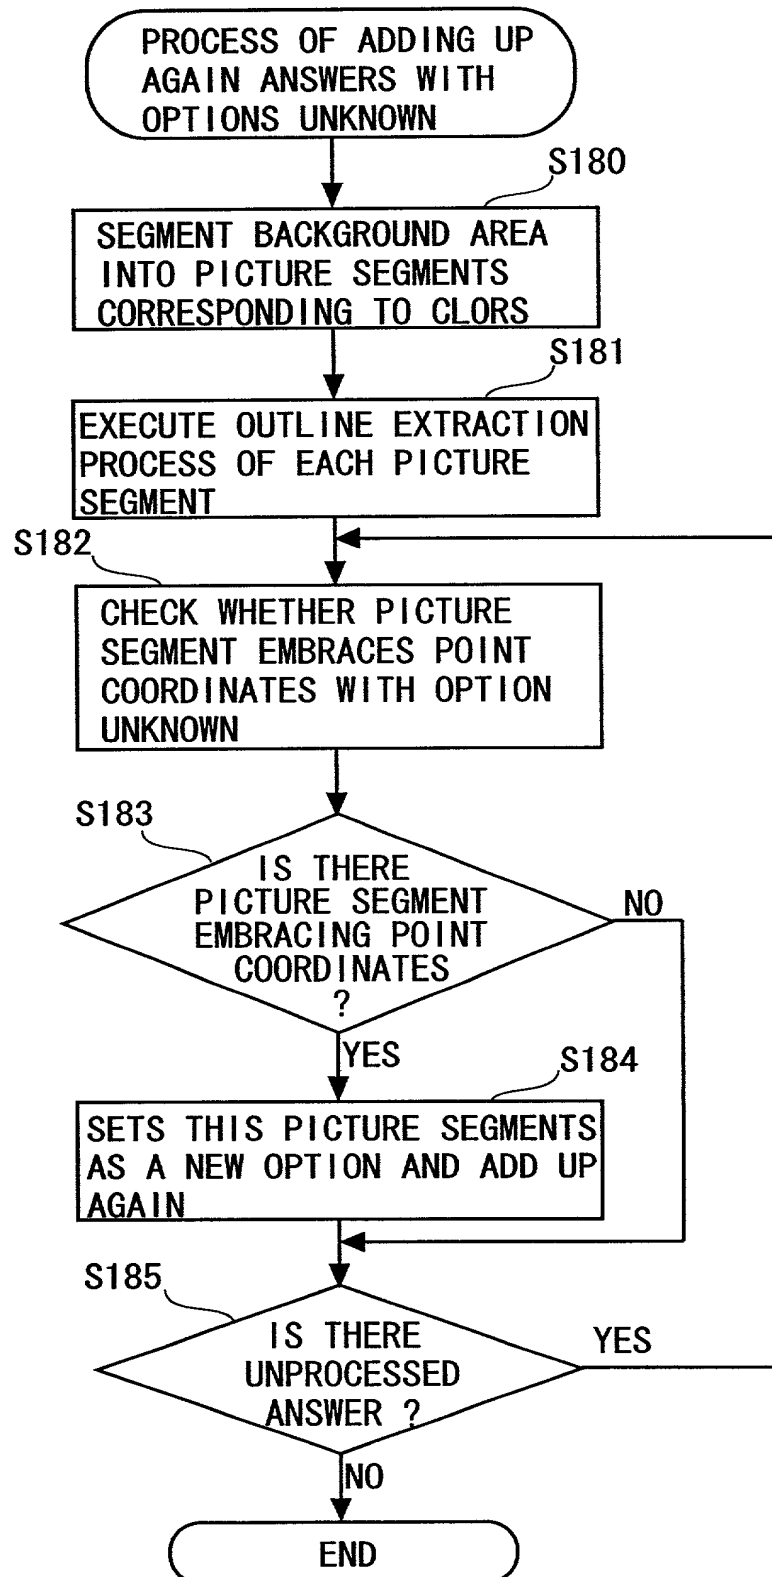 PROCESS OF ADDING UP
AGAIN ANSWERS WITH
OPTIONS UNKNOWN
S180
SEGMENT BACKGROUND AREA
INTO PICTURE SEGMENTS
CORRESPONDING TO CLORS
S181
EXECUTE OUTLINE EXTRACTION
PROCESS OF EACH PICTURE
SEGMENT
S182
CHECK WHETHER PICTURE
SEGMENT EMBRACES POINT
COORDINATES WITH OPTION
UNKNOWN
S183
IS THERE
PICTURE SEGMENT
EMBRACING POINT
COORDINATES
?
NO
YES
S184
SETS THIS PICTURE SEGMENTS
AS A NEW OPTION AND ADD UP
AGAIN
S185
IS THERE
UNPROCESSED
ANSWER ?
YES
NO
END